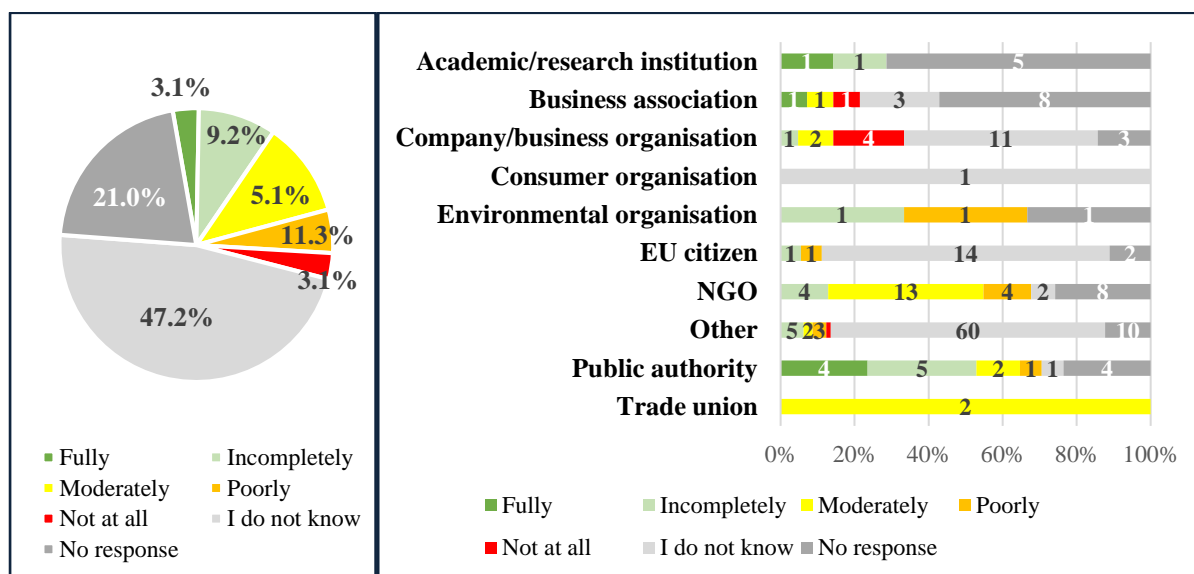 3.1%
9.2%
5.1%
11.3%
3.1%
47.2%
21.0%
Fully Incompletely
Moderately Poorly
Not at all I do not know
No response
Academic/research institution 1 1 5
Business association 1 1 1 3 8
Company/business organisation 1 2 4 11 3
Consumer organisation 1
Environmental organisation 1 1 1
EU citizen 1 1 14 2
NGO 4 13 4 2 8
Other 5 2 3 60 10
Public authority 4 5 2 1 1 4
Trade union 2
0% 20% 40% 60% 80% 100%
Fully Incompletely Moderately Poorly
Not at all I do not know No response